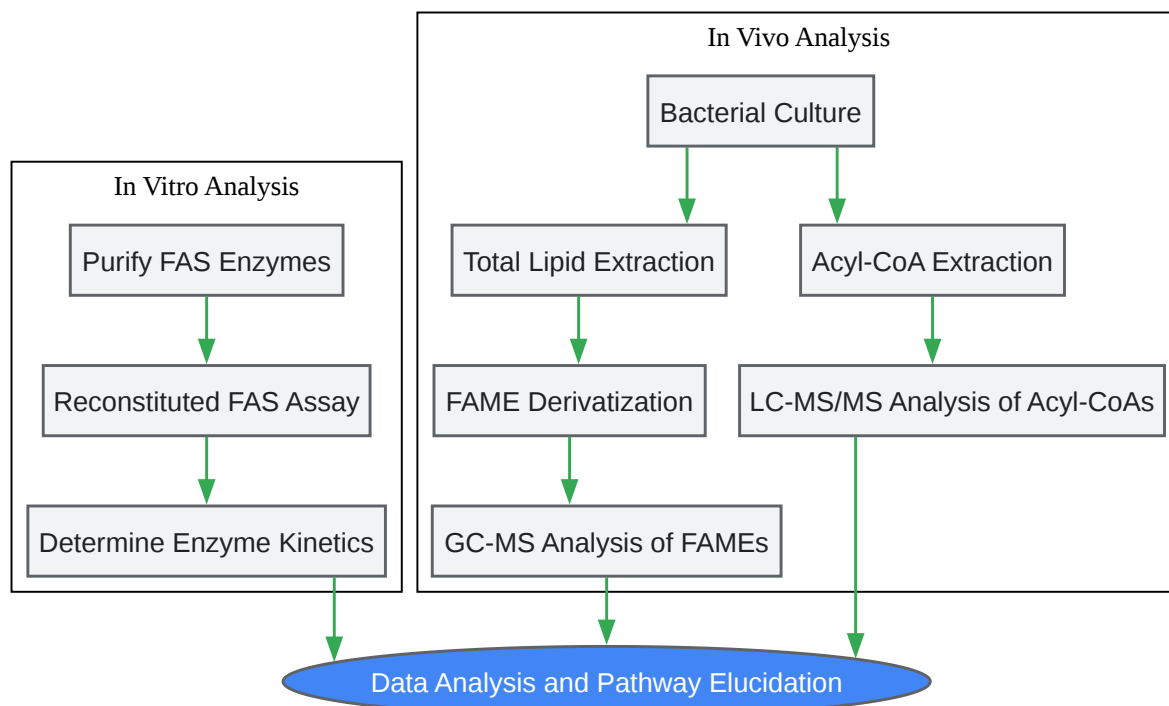 In Vivo Analysis
Bacterial Culture
In Vitro Analysis
Purify FAS Enzymes
Total Lipid Extraction
Acyl-CoA Extraction
Reconstituted FAS Assay
FAME Derivatization
LC-MS/MS Analysis of Acyl-CoAs
Determine Enzyme Kinetics
GC-MS Analysis of FAMEs
Data Analysis and Pathway Elucidation